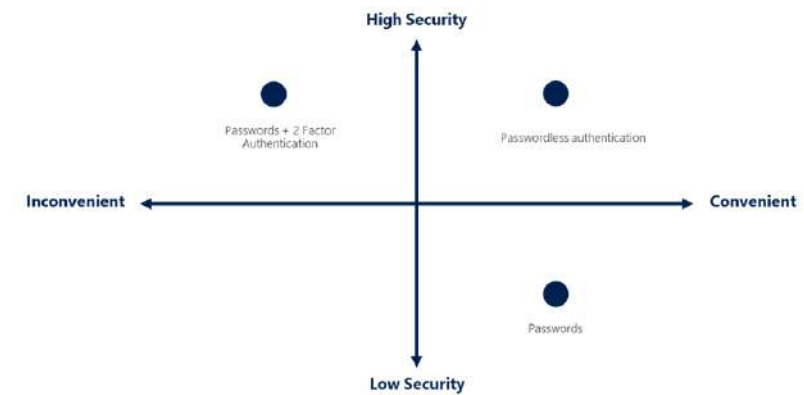 High Security
Passwords + 2 Factor
Authentication
Passwordless authentication
Inconvenient
Convenient
Passwords
Low Security